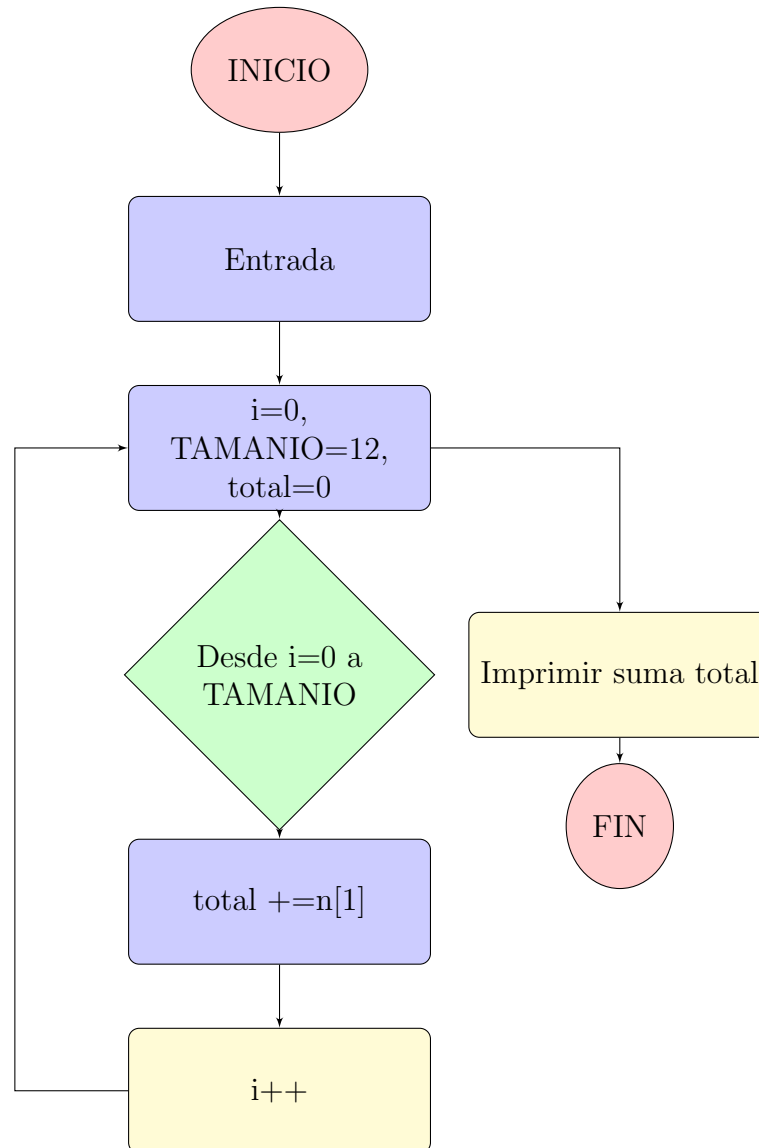 INICIO
Entrada
i=0,
TAMANIO=12,
total=0
Desde i=0 a
TAMANIO
Imprimir suma total
FIN
total +=n[1]
i++